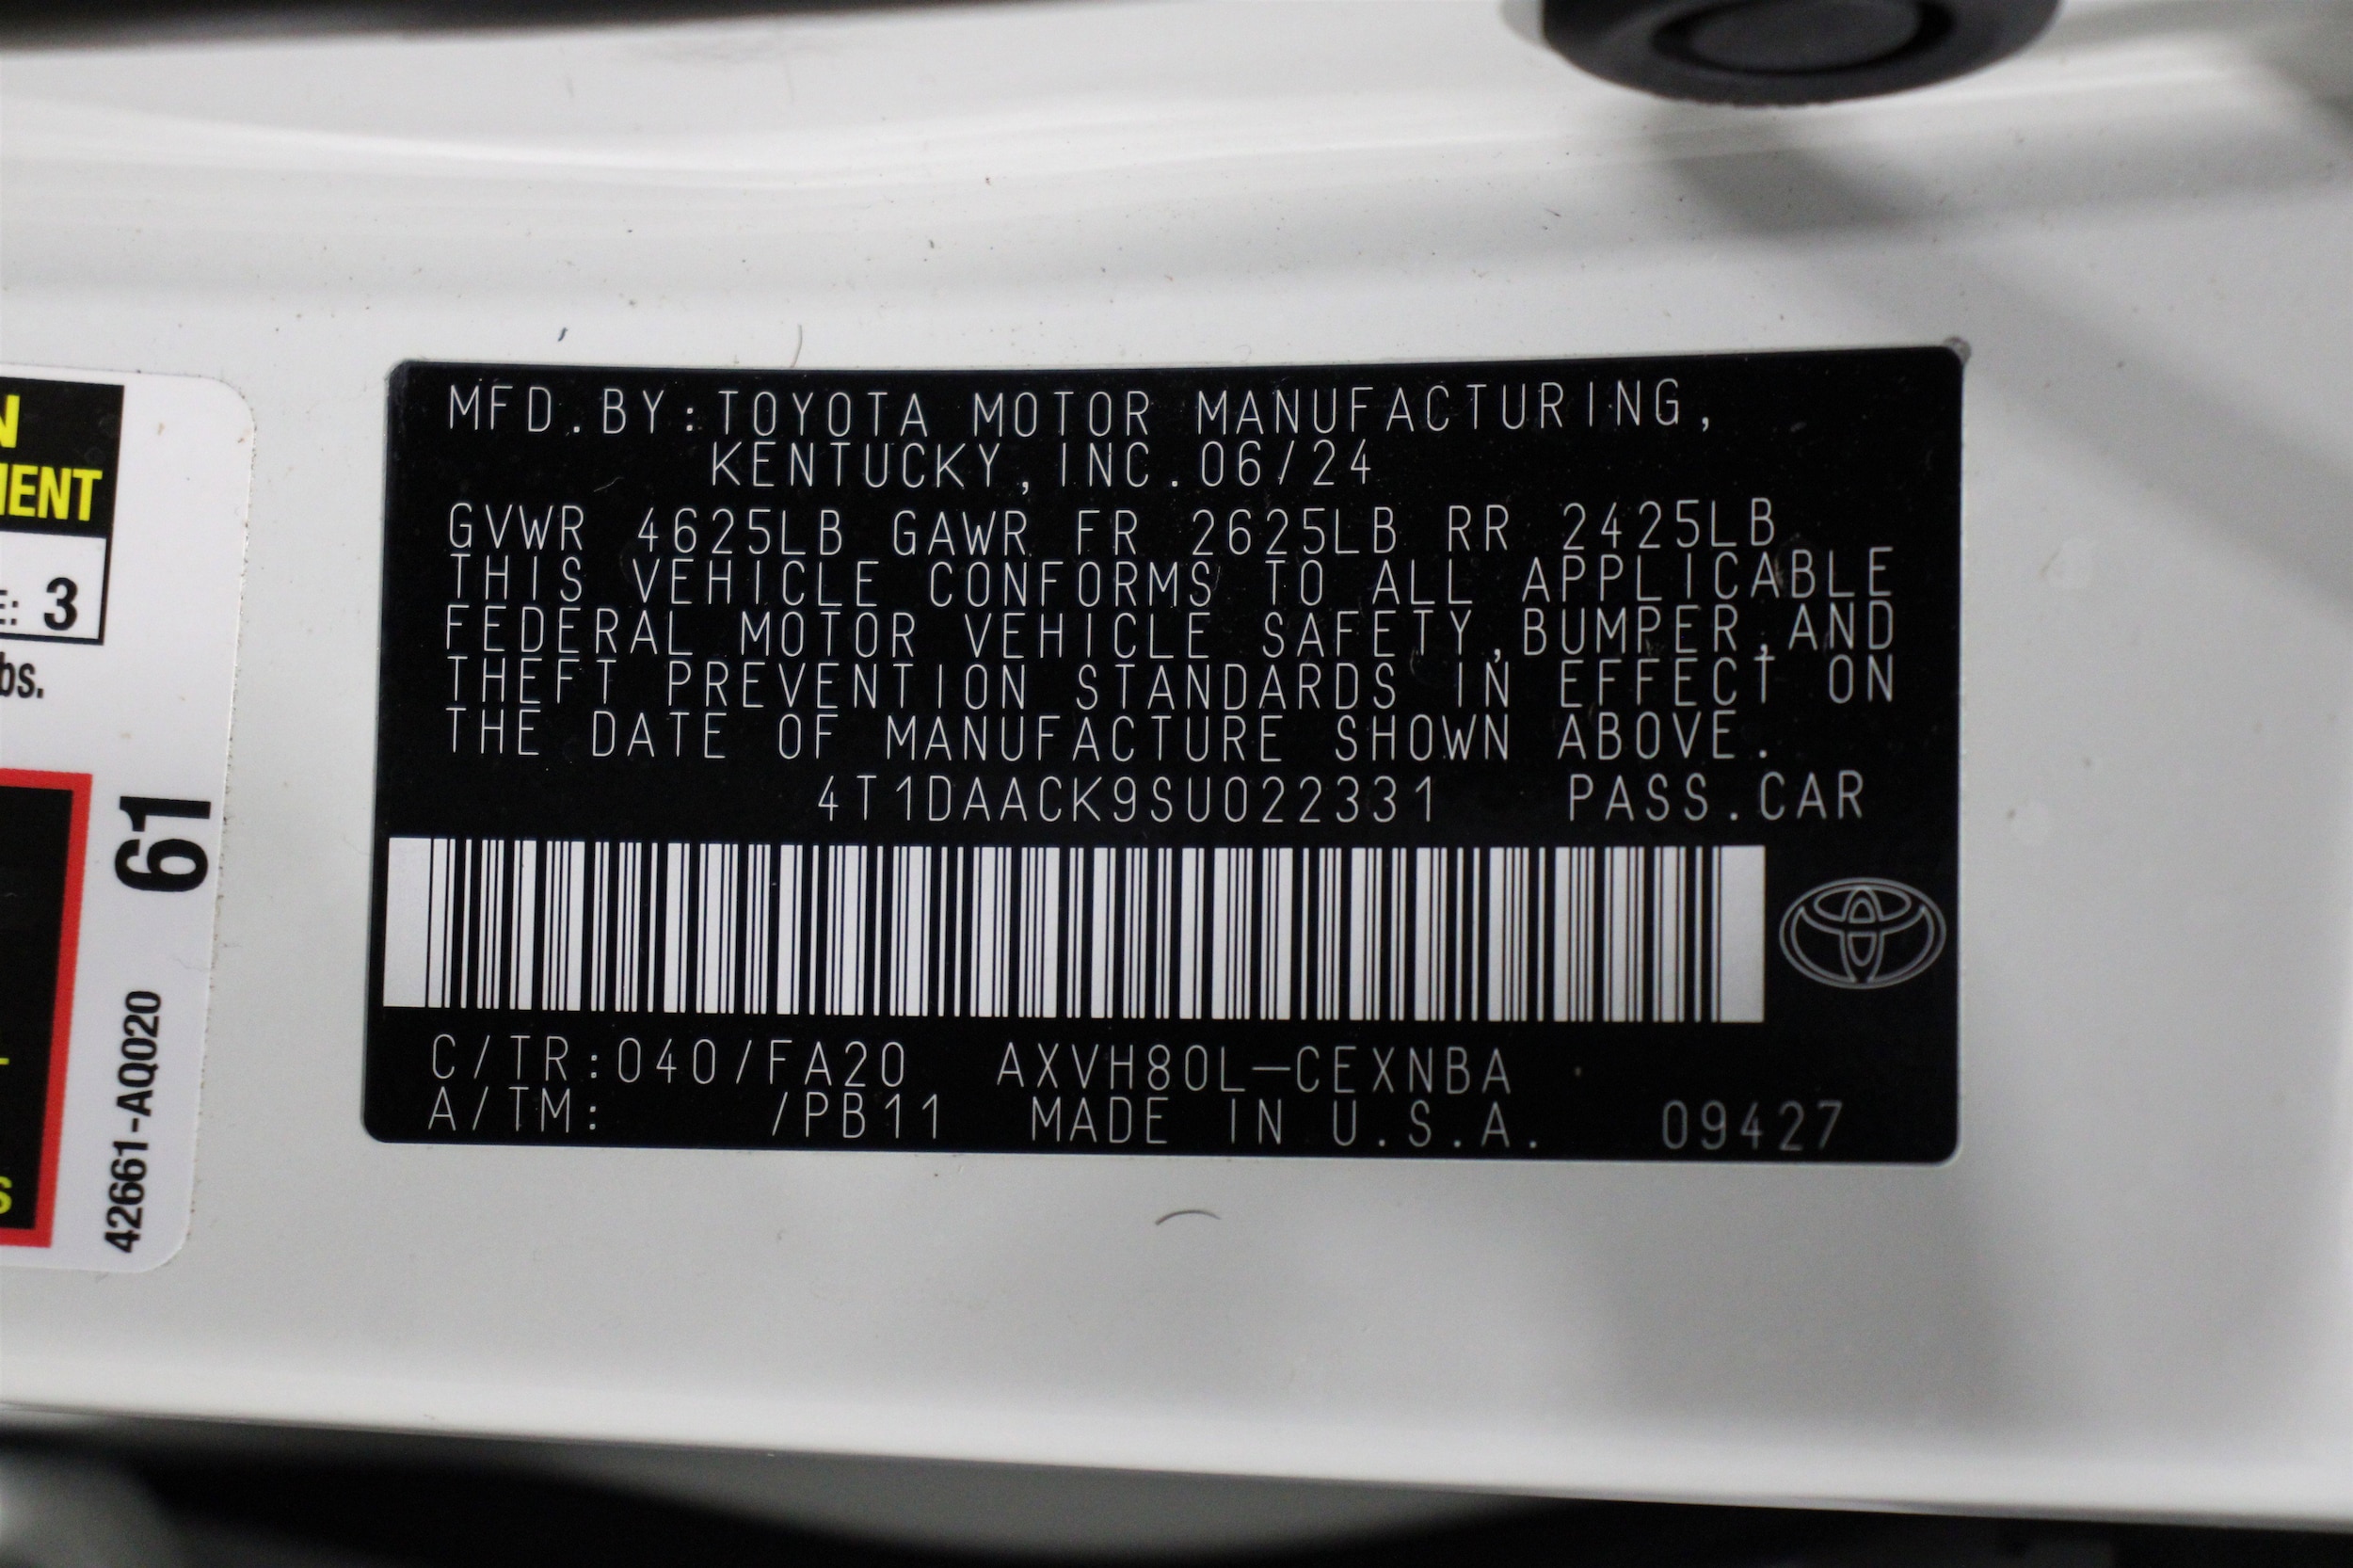 MFD.BY:TOYOTA MOTOR MANUFACTURING,
KENTUCKY,INC.06/24
GVWR 4625LB GAWR FR 2625LB RR 2425LB
THIS VEHICLE CONFORMS TO ALL APPLICABLE
FEDERAL MOTOR VEHICLE SAFETY,BUMPER,AND
THEFT PREVENTION STANDARDS IN EFFECT ON
THE DATE OF MANUFACTURE SHOWN ABOVE.
4T1DAACK9SU022331 PASS.CAR
C/TR:040/FA20 AXVH80L-CEXNBA
A/TM: /PB11 MADE IN U.S.A. 09427
3
61
42661-AQ020